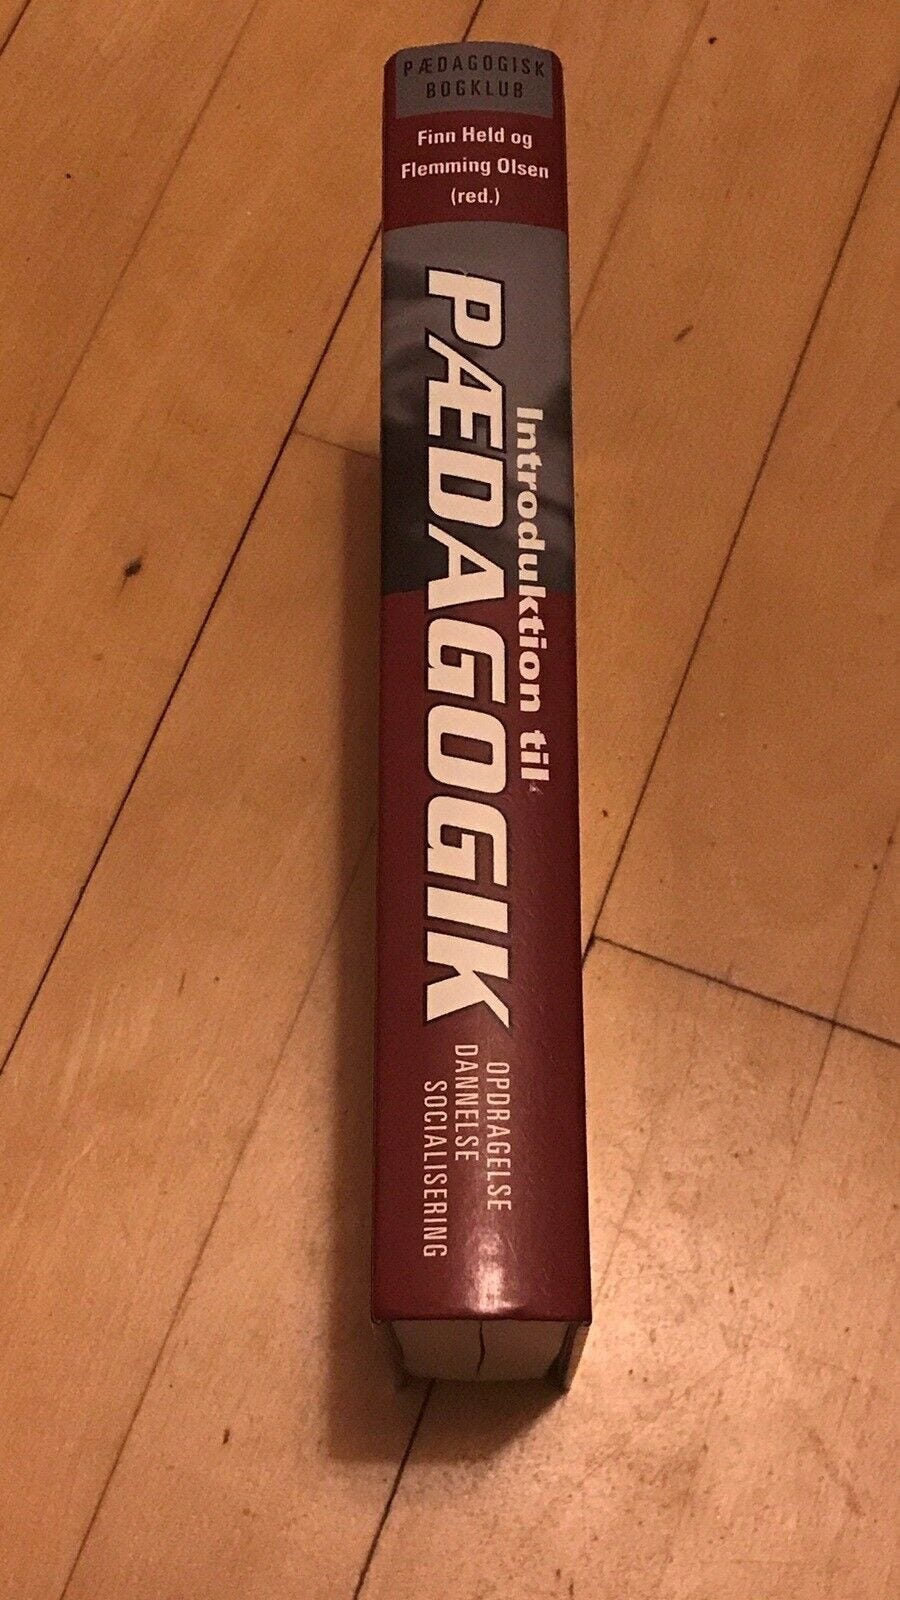 PÆDAGOGISK
BOGKLUB
Finn Held og
Flemming Olsen
(red.)
Introduktion til
PÆDAGOGIK
OPDRAGELSE
DANNELSE
SOCIALISERING